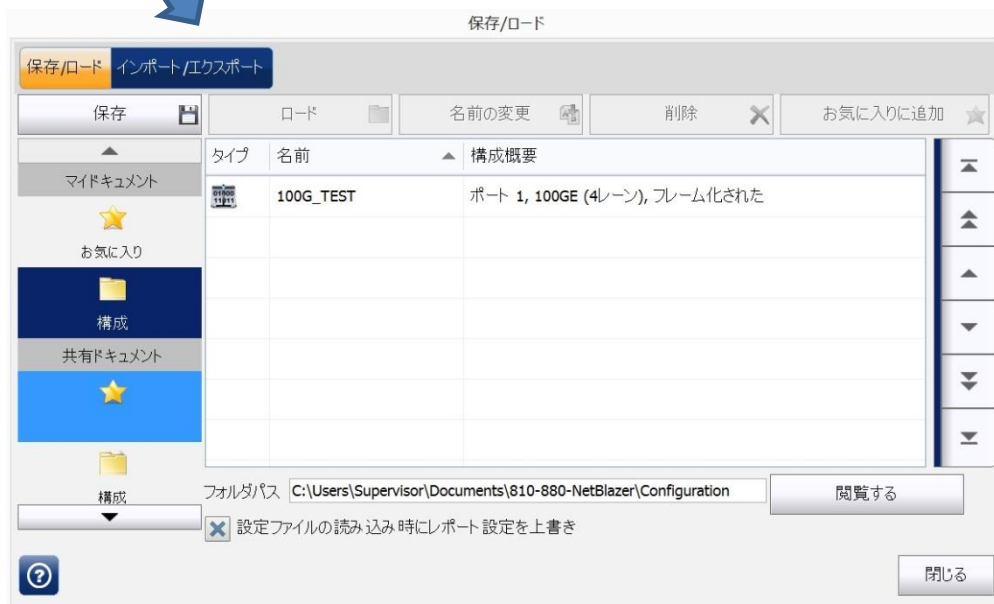 保存/ロード
保存/ロード インポート/エクスポート
保存 ロード 名前の変更 削除 お気に入りに追加
タイプ 名前 構成概要
マイドキュメント
01000
11011
100G_TEST ポート 1, 100GE (4レーン), フレーム化された
お気に入り
構成
共有ドキュメント
構成
フォルダパス C:\Users\Supervisor\Documents\810-880-NetBlazer\Configuration 閲覧する
設定ファイルの読み込み時にレポート設定を上書き
閉じる